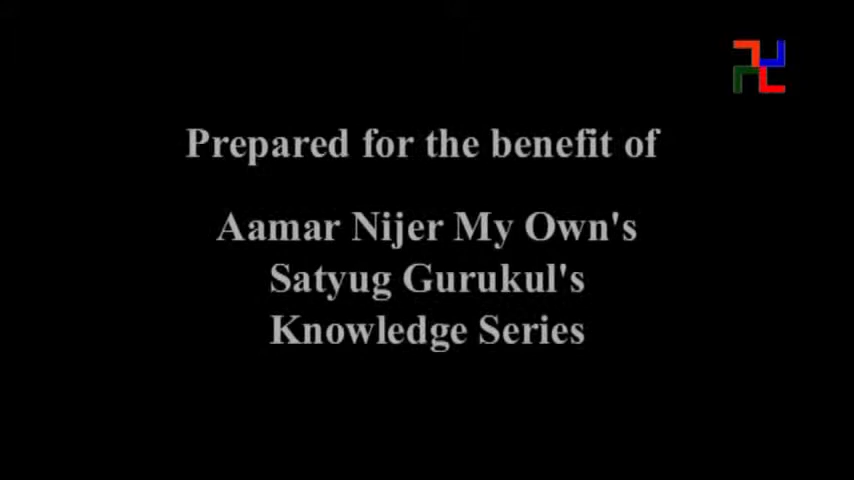 Prepared for the benefit of
Aamar Nijer My Own's
Satyug Gurukul's
Knowledge Series